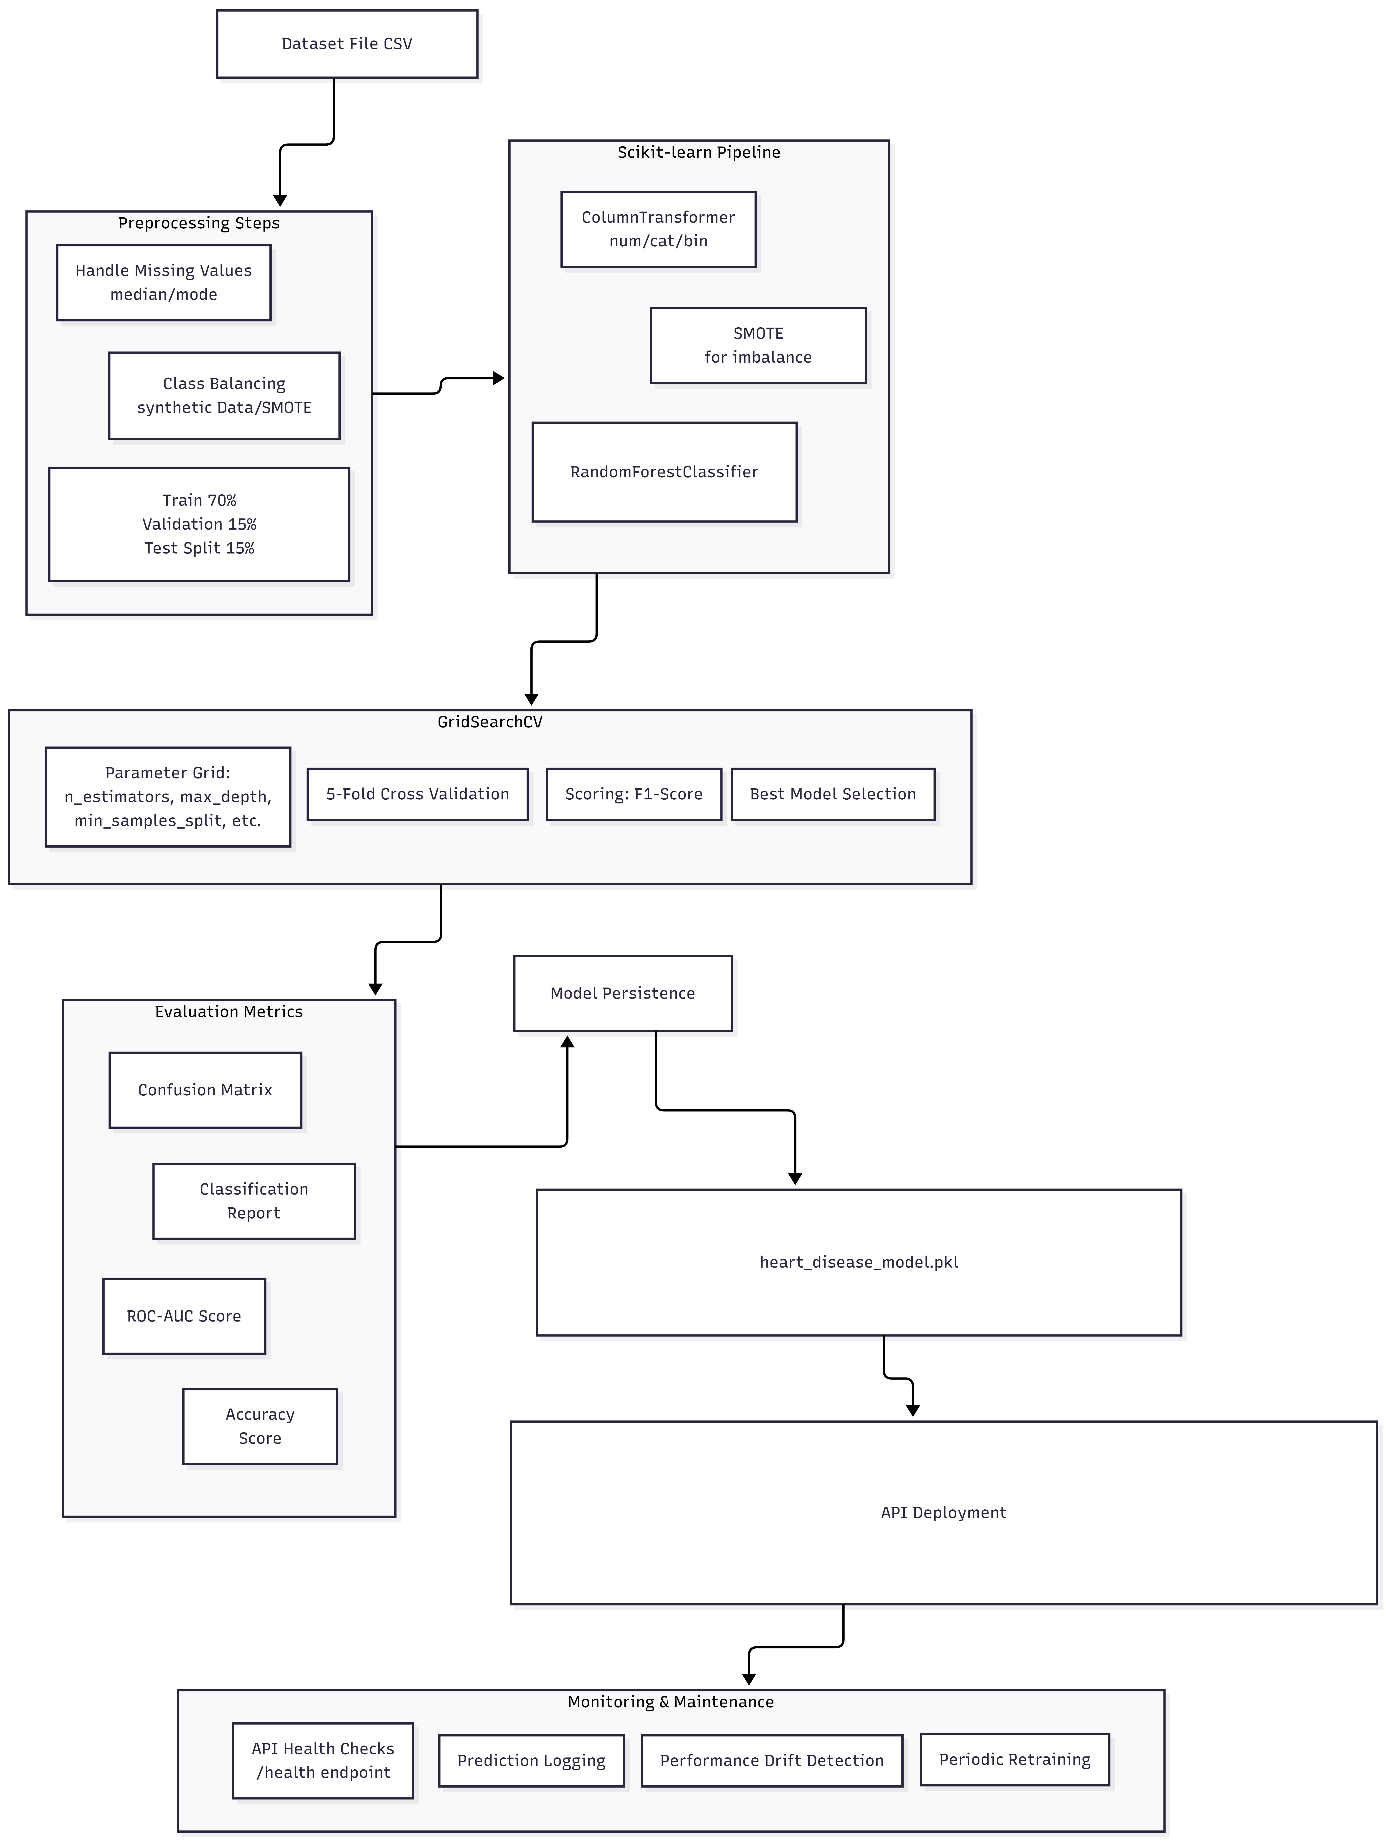 Dataset File CSV
Preprocessing Steps
Handle Missing Values
median/mode
Class Balancing
synthetic Data/SMOTE
Train 70%
Validation 15%
Test Split 15%
Scikit-learn Pipeline
ColumnTransformer
num/cat/bin
SMOTE
for imbalance
RandomForestClassifier
GridSearchCV
Parameter Grid:
n_estimators, max_depth,
min_samples_split, etc.
5-Fold Cross Validation
Scoring: F1-Score
Best Model Selection
Evaluation Metrics
Confusion Matrix
Classification
Report
ROC-AUC Score
Accuracy
Score
Model Persistence
heart_disease_model.pkl
API Deployment
Monitoring & Maintenance
API Health Checks
/health endpoint
Prediction Logging
Performance Drift Detection
Periodic Retraining